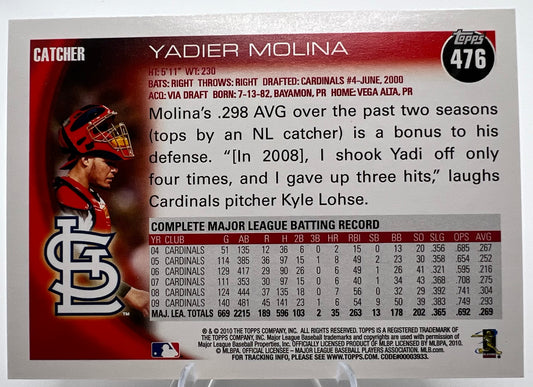 CATCHER
YADIER MOLINA
Topps
476
HT: 5'11" WT: 230
BATS: RIGHT THROWS: RIGHT DRAFTED: CARDINALS #4-JUNE, 2000
ACQ: VIA DRAFT BORN: 7-13-82, BAYAMON, PR HOME: VEGA ALTA, PR
Molina's .298 AVG over the past two seasons
(tops by an NL catcher) is a bonus to his
defense. "[In 2008], I shook Yadi off only
four times, and I gave up three hits," laughs
Cardinals pitcher Kyle Lohse.
COMPLETE MAJOR LEAGUE BATTING RECORD
YR CLUB G AB R H 2B 3B HR RBI SB BB SO SLG OPS AVG
04 CARDINALS 51 135 12 36 6 0 2 15 0 13 20 .356 .685 .267
05 CARDINALS 114 385 36 97 15 1 8 49 2 23 30 .358 .654 .252
06 CARDINALS 129 417 29 90 26 0 6 49 1 26 41 .321 .595 .216
07 CARDINALS 111 353 30 97 15 0 6 40 1 34 43 .368 .708 .275
08 CARDINALS 124 444 37 135 18 0 7 56 0 32 29 .392 .741 .304
09 CARDINALS 140 481 45 141 23 1 6 54 9 50 39 .383 .749 .293
MAJ. LEA. TOTALS 669 2215 189 596 103 2 35 263 13 178 202 .365 .692 .269
STL
TM
® & © 2010 THE TOPPS COMPANY, INC. ALL RIGHTS RESERVED. TOPPS IS A REGISTERED TRADEMARK OF
THE TOPPS COMPANY, INC. Major League Baseball trademarks and copyrights are used with permission of
Major League Baseball Properties, Inc. OFFICIALLY LICENSED PRODUCT OF MLBP. MLBP 2010.
© MLBPA. OFFICIAL LICENSEE – MAJOR LEAGUE BASEBALL PLAYERS ASSOCIATION. MLB.COM
FOR TRACKING INFO, PLEASE SEE WWW.TOPPS.COM. CODE#00003933.